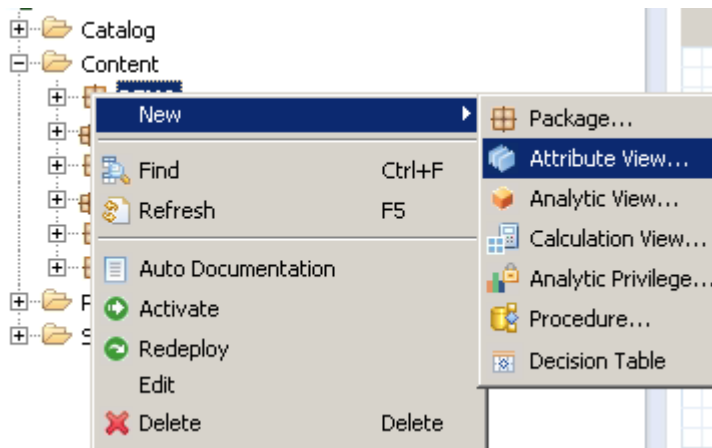 Catalog
Content
New
Find Ctrl+F
Refresh F5
Auto Documentation
Activate
Redeploy
Edit
Delete Delete
Package...
Attribute View...
Analytic View...
Calculation View...
Analytic Privilege...
Procedure...
Decision Table